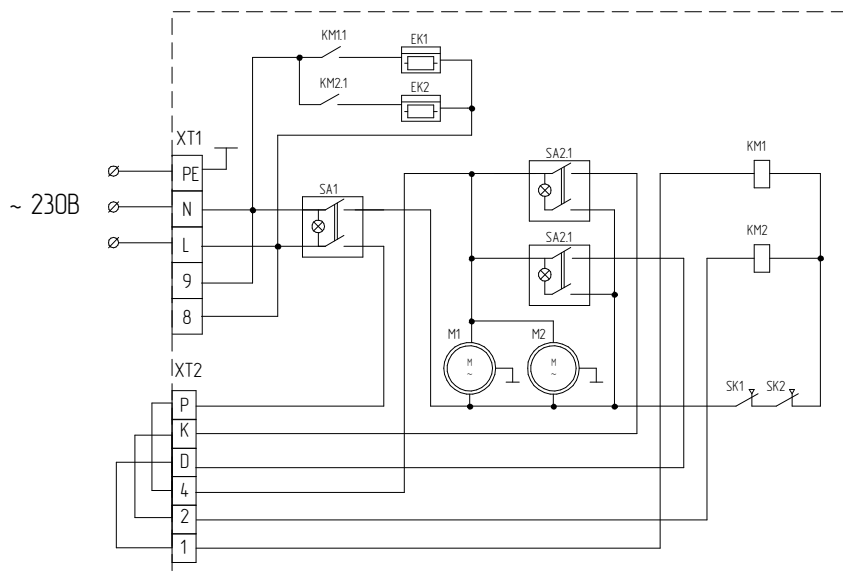 KM1.1
EK1
KM2.1
EK2
XT1
PE
N
L
9
8
~ 230В
SA1
SA2.1
SA2.1
KM1
KM2
M1
M2
M
~
M
~
SK1
SK2
XT2
P
K
D
4
2
1